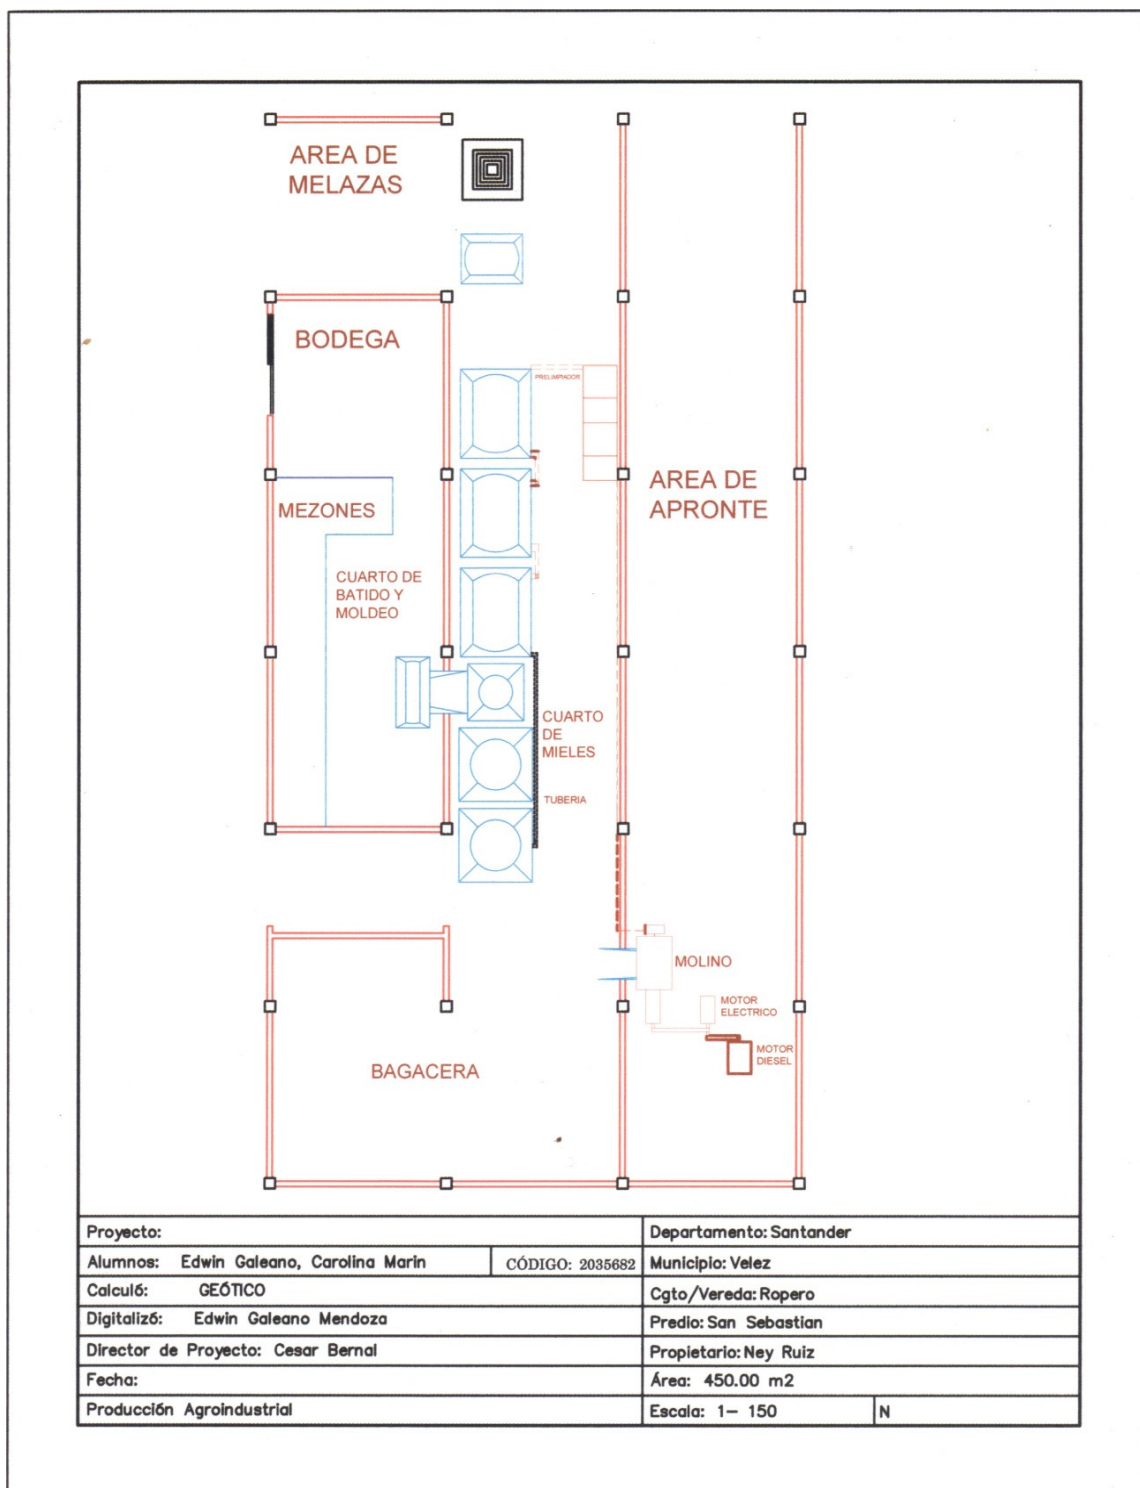 AREA DE
MELAZAS
BODEGA
PRELIMPIADOR
AREA DE
APRONTE
MEZONES
CUARTO DE
BATIDO Y
MOLDEO
CUARTO
DE
MIELES
TUBERIA
MOLINO
MOTOR
ELECTRICO
MOTOR
DIESEL
BAGACERA
Proyecto:
Departamento: Santander
Alumnos: Edwin Galeano, Carolina Marin
CÓDIGO: 2035682
Municipio: Velez
Calculó: GEÓTICO
Cgto/Vereda: Ropero
Digitalizó: Edwin Galeano Mendoza
Predio: San Sebastian
Director de Proyecto: Cesar Bernal
Propietario: Ney Ruiz
Fecha:
Área: 450.00 m2
Producción Agroindustrial
Escala: 1- 150
N